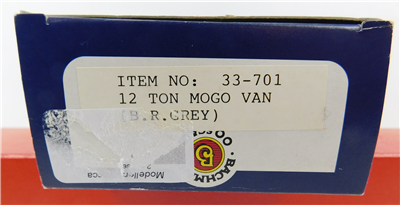 ITEM NO: 33-701
12 TON MOGO VAN
(B.R.GREY)